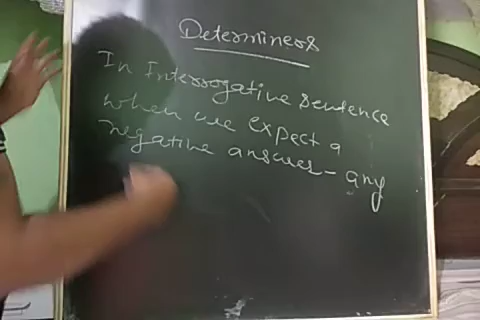 Determiners
In Interrogative Sentence
when we expect a
negative answer - any